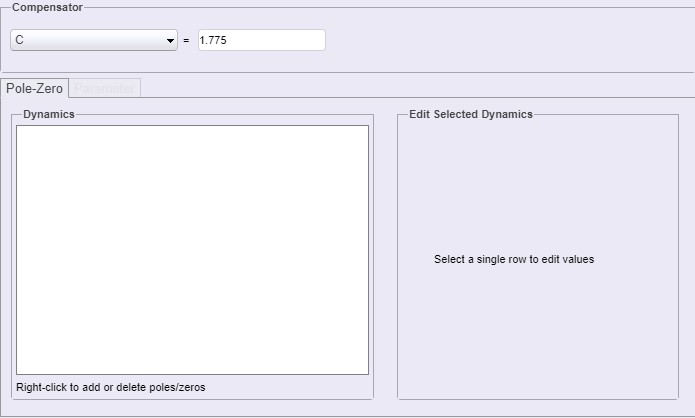 Compensator
C = 1.775
Pole-Zero Parameter
Dynamics
Edit Selected Dynamics
Select a single row to edit values
Right-click to add or delete poles/zeros